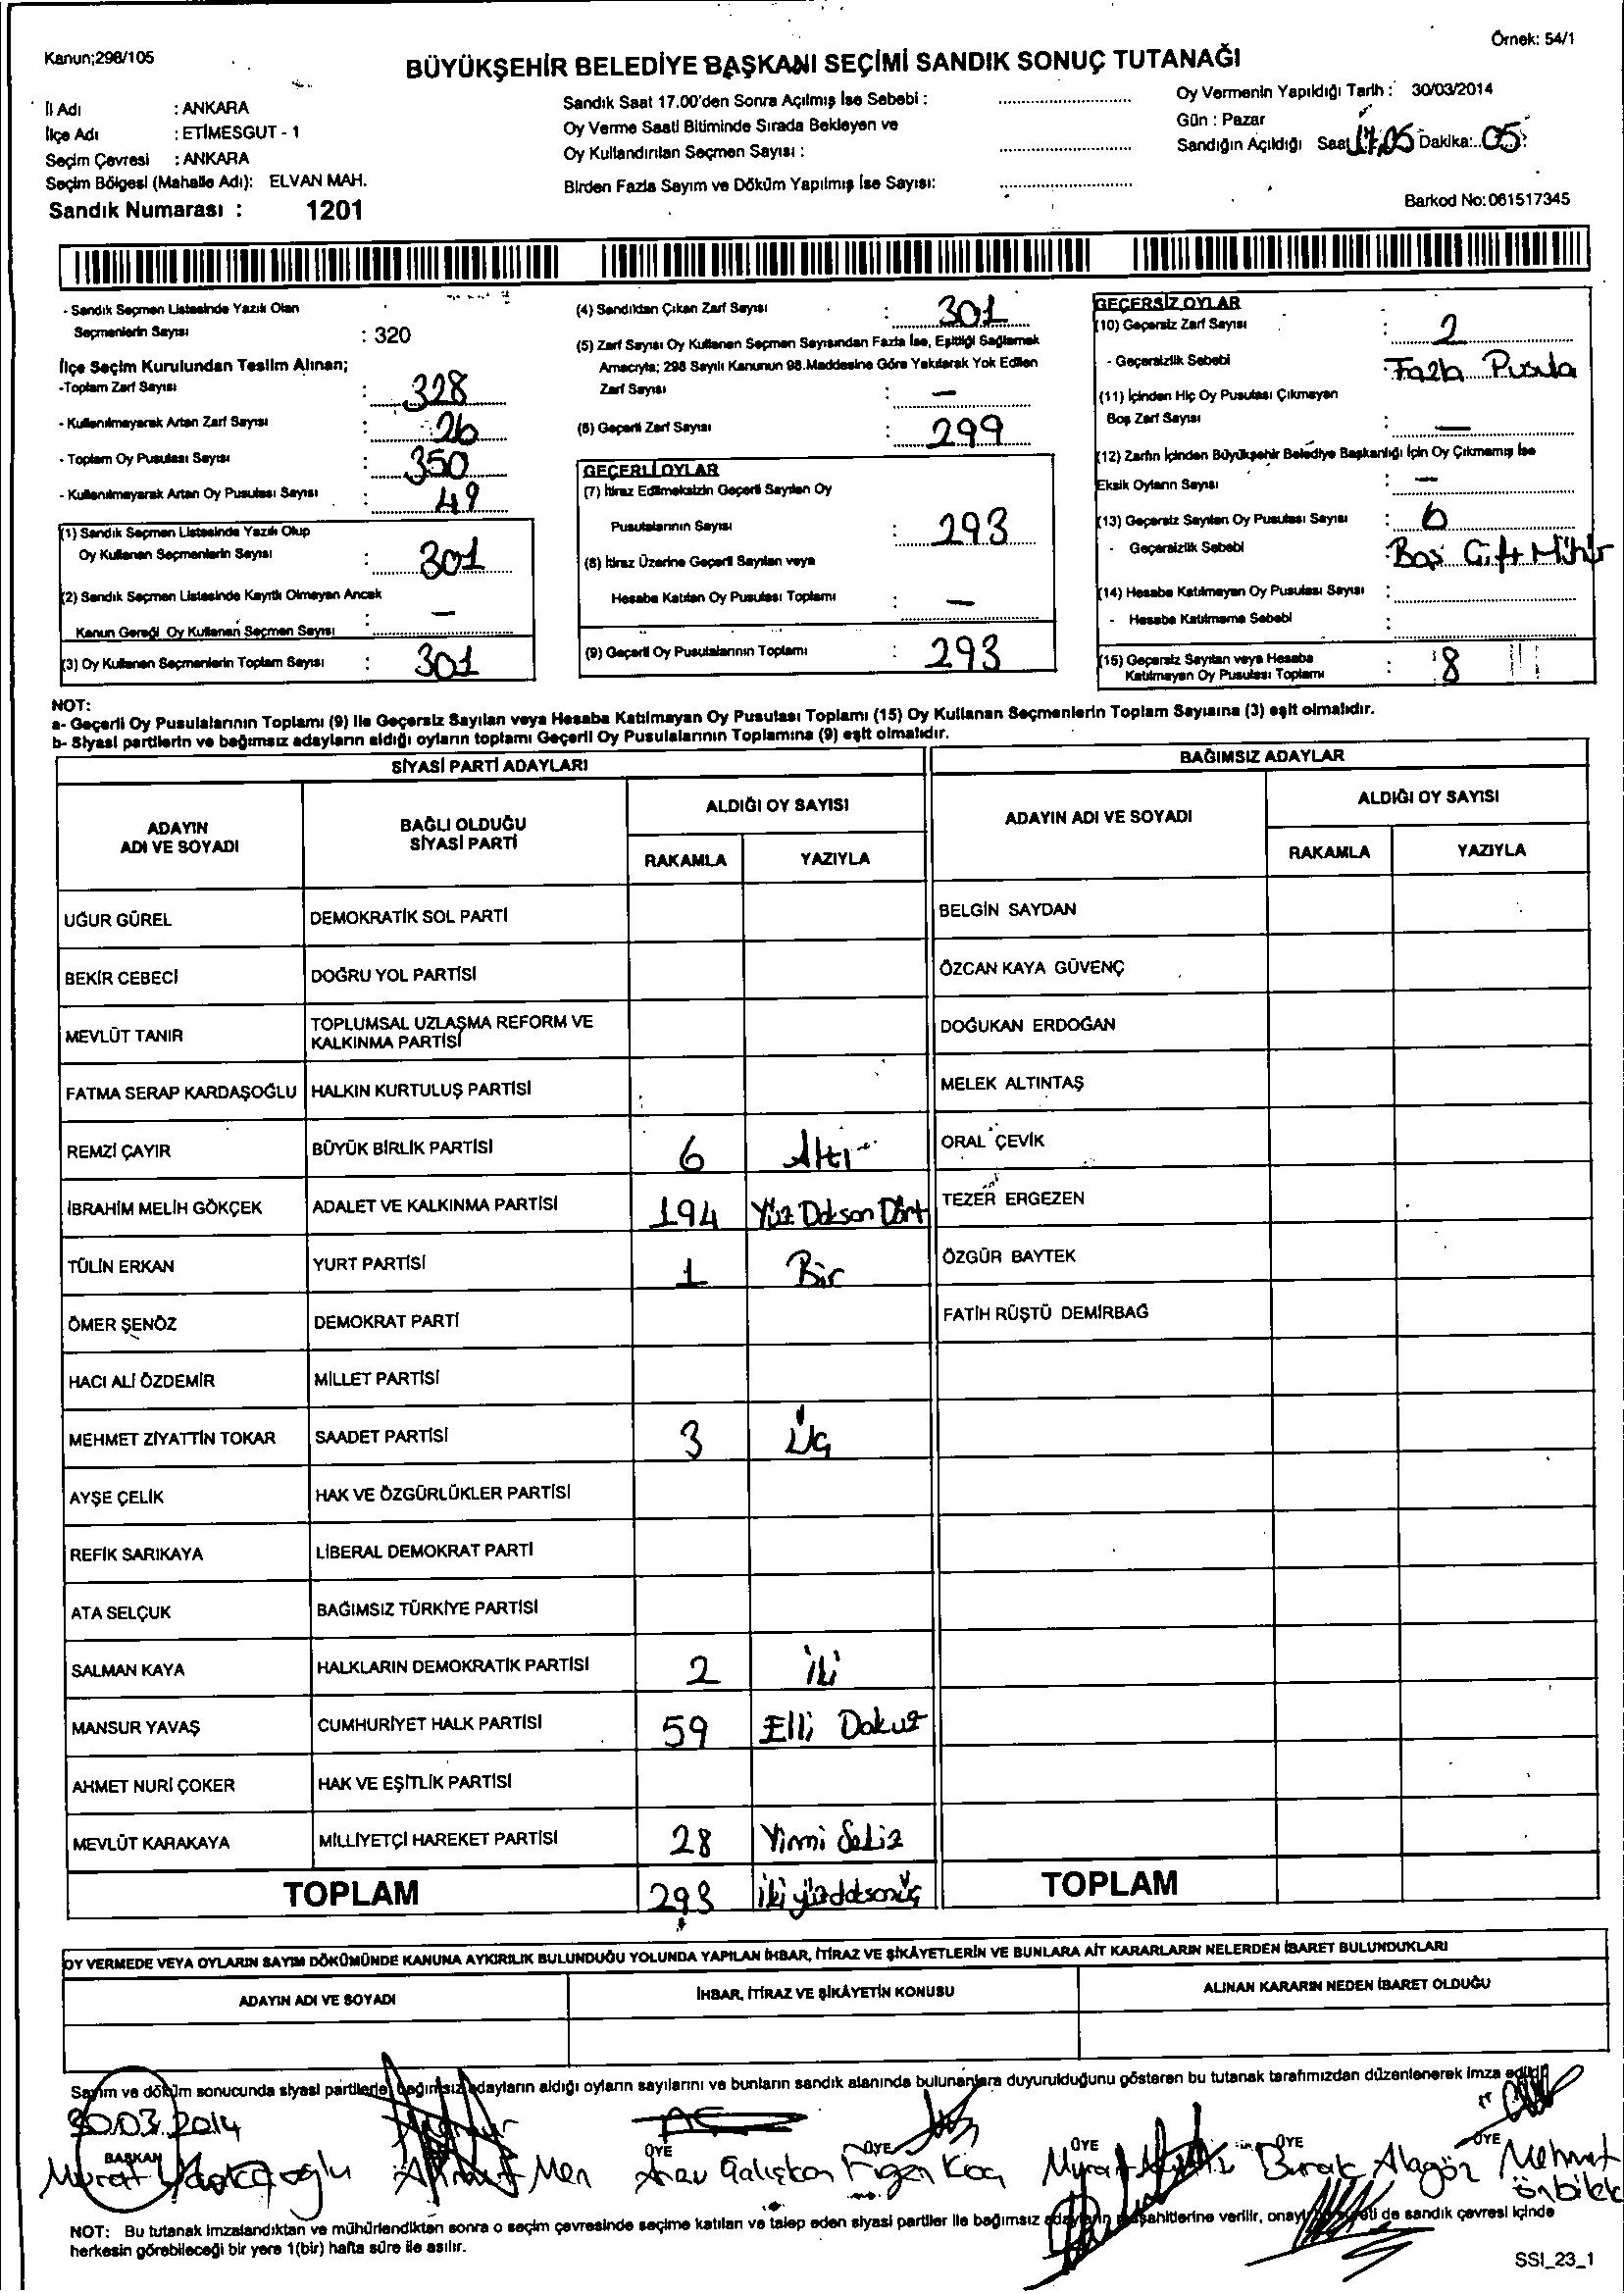 Kanun;298/105
Örnek: 54/1
BÜYÜKŞEHİR BELEDİYE BAŞKANI SEÇİMİ SANDIK SONUÇ TUTANAĞI
İl Adı : ANKARA
İlçe Adı : ETİMESGUT - 1
Seçim Çevresi : ANKARA
Seçim Bölgesi (Mahalle Adı): ELVAN MAH.
Sandık Numarası : 1201
Sandık Saat 17.00'den Sonra Açılmış İse Sebebi :
Oy Verme Saati Bitiminde Sırada Bekleyen ve
Oy Kullandırılan Seçmen Sayısı :
Birden Fazla Sayım ve Döküm Yapılmış İse Sayısı:
Oy Vermenin Yapıldığı Tarih : 30/03/2014
Gün : Pazar
Sandığın Açıldığı Saat 17,05 Dakika: 05
Barkod No: 061517345
- Sandık Seçmen Listesinde Yazılı Olan
Seçmenlerin Sayısı : 320
İlçe Seçim Kurulundan Teslim Alınan;
-Toplam Zarf Sayısı : 328
- Kullanılmayarak Artan Zarf Sayısı : 26
- Toplam Oy Pusulası Sayısı : 350
- Kullanılmayarak Artan Oy Pusulası Sayısı : 49
(1) Sandık Seçmen Listesinde Yazılı Olup
Oy Kullanan Seçmenlerin Sayısı : 301
(2) Sandık Seçmen Listesinde Kayıtlı Olmayan Ancak
Kanun Gereği Oy Kullanan Seçmen Sayısı : —
(3) Oy Kullanan Seçmenlerin Toplam Sayısı : 301
(4) Sandıktan Çıkan Zarf Sayısı : 301
(5) Zarf Sayısı Oy Kullanan Seçmen Sayısından Fazla İse, Eşitliği Sağlamak
Amacıyla; 298 Sayılı Kanunun 98.Maddesine Göre Yakılarak Yok Edilen
Zarf Sayısı : —
(6) Geçerli Zarf Sayısı : 299
GEÇERLİ OYLAR
(7) İtiraz Edilmeksizin Geçerli Sayılan Oy
Pusulalarının Sayısı : 293
(8) İtiraz Üzerine Geçerli Sayılan veya
Hesaba Katılan Oy Pusulası Toplamı : —
(9) Geçerli Oy Pusulalarının Toplamı : 293
GEÇERSİZ OYLAR
(10) Geçersiz Zarf Sayısı : 2
- Geçersizlik Sebebi : Fazla Pusula
(11) İçinden Hiç Oy Pusulası Çıkmayan
Boş Zarf Sayısı : —
(12) Zarfın İçinden Büyükşehir Belediye Başkanlığı İçin Oy Çıkmamış İse
Eksik Oyların Sayısı : —
(13) Geçersiz Sayılan Oy Pusulası Sayısı : 6
- Geçersizlik Sebebi : Boş Çift Mühür
(14) Hesaba Katılmayan Oy Pusulası Sayısı :
- Hesaba Katılmama Sebebi :
(15) Geçersiz Sayılan veya Hesaba
Katılmayan Oy Pusulası Toplamı : 8
NOT:
a- Geçerli Oy Pusulalarının Toplamı (9) ile Geçersiz Sayılan veya Hesaba Katılmayan Oy Pusulası Toplamı (15) Oy Kullanan Seçmenlerin Toplam Sayısına (3) eşit olmalıdır.
b- Siyasi partilerin ve bağımsız adayların aldığı oyların toplamı Geçerli Oy Pusulalarının Toplamına (9) eşit olmalıdır.
SİYASİ PARTİ ADAYLARI
BAĞIMSIZ ADAYLAR
ADAYIN ADI VE SOYADI
BAĞLI OLDUĞU SİYASİ PARTİ
ALDIĞI OY SAYISI
RAKAMLA YAZIYLA
ADAYIN ADI VE SOYADI
ALDIĞI OY SAYISI
RAKAMLA YAZIYLA
UĞUR GÜREL DEMOKRATİK SOL PARTİ BELGİN SAYDAN
BEKİR CEBECİ DOĞRU YOL PARTİSİ ÖZCAN KAYA GÜVENÇ
MEVLÜT TANIR TOPLUMSAL UZLAŞMA REFORM VE KALKINMA PARTİSİ DOĞUKAN ERDOĞAN
FATMA SERAP KARDAŞOĞLU HALKIN KURTULUŞ PARTİSİ MELEK ALTINTAŞ
REMZİ ÇAYIR BÜYÜK BİRLİK PARTİSİ 6 Altı ORAL ÇEVİK
İBRAHİM MELİH GÖKÇEK ADALET VE KALKINMA PARTİSİ 194 Yüz Doksan Dört TEZER ERGEZEN
TÜLİN ERKAN YURT PARTİSİ 1 Bir ÖZGÜR BAYTEK
ÖMER ŞENÖZ DEMOKRAT PARTİ FATİH RÜŞTÜ DEMİRBAĞ
HACI ALİ ÖZDEMİR MİLLET PARTİSİ
MEHMET ZİYATTİN TOKAR SAADET PARTİSİ 3 Üç
AYŞE ÇELİK HAK VE ÖZGÜRLÜKLER PARTİSİ
REFİK SARIKAYA LİBERAL DEMOKRAT PARTİ
ATA SELÇUK BAĞIMSIZ TÜRKİYE PARTİSİ
SALMAN KAYA HALKLARIN DEMOKRATİK PARTİSİ 2 İki
MANSUR YAVAŞ CUMHURİYET HALK PARTİSİ 59 Elli Dokuz
AHMET NURİ ÇOKER HAK VE EŞİTLİK PARTİSİ
MEVLÜT KARAKAYA MİLLİYETÇİ HAREKET PARTİSİ 28 Yirmi Sekiz
TOPLAM 293 İki yüz doksan üç TOPLAM
OY VERMEDE VEYA OYLARIN SAYIM DÖKÜMÜNDE KANUNA AYKIRILIK BULUNDUĞU YOLUNDA YAPILAN İHBAR, İTİRAZ VE ŞİKÂYETLERİN VE BUNLARA AİT KARARLARIN NELERDEN İBARET BULUNDUKLARI
ADAYIN ADI VE SOYADI İHBAR, İTİRAZ VE ŞİKÂYETİN KONUSU ALINAN KARARIN NEDEN İBARET OLDUĞU
Sayım ve döküm sonucunda siyasi partilerle, bağımsız adayların aldığı oyların sayılarını ve bunların sandık alanında bulunanlara duyurulduğunu gösteren bu tutanak tarafımızdan düzenlenerek imza edildi.
30.03.2014
BAŞKAN ÜYE ÜYE ÜYE ÜYE ÜYE
Murat Ahmet Men Çalışkan Figen Koç Murat Burak Alagöz Mehmet
NOT: Bu tutanak imzalandıktan ve mühürlendikten sonra o seçim çevresinde seçime katılan ve talep eden siyasi partiler ile bağımsız adayların müşahitlerine verilir, onaylı sureti de sandık çevresi içinde
herkesin görebileceği bir yere 1(bir) hafta süre ile asılır.
SSI_23_1